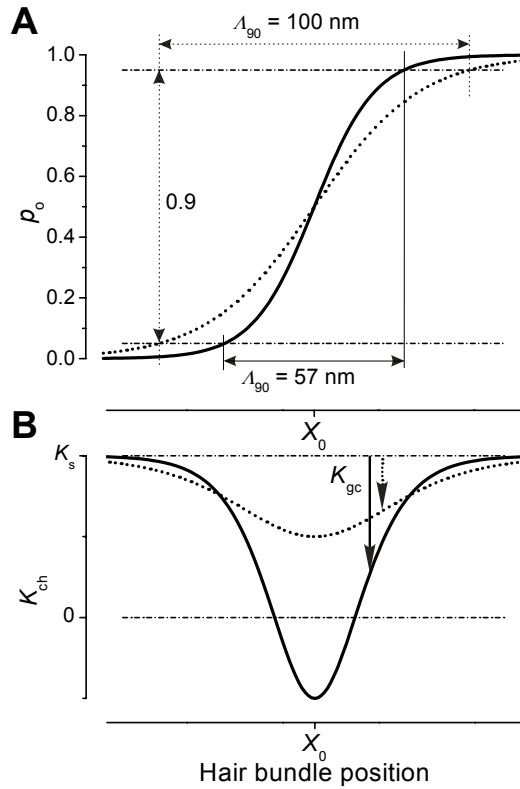 A
Λ90 = 100 nm
1.0
0.8
0.6
0.4
0.2
0.0
po
0.9
Λ90 = 57 nm
B
X0
Ks
Kgc
Kch
0
X0
Hair bundle position